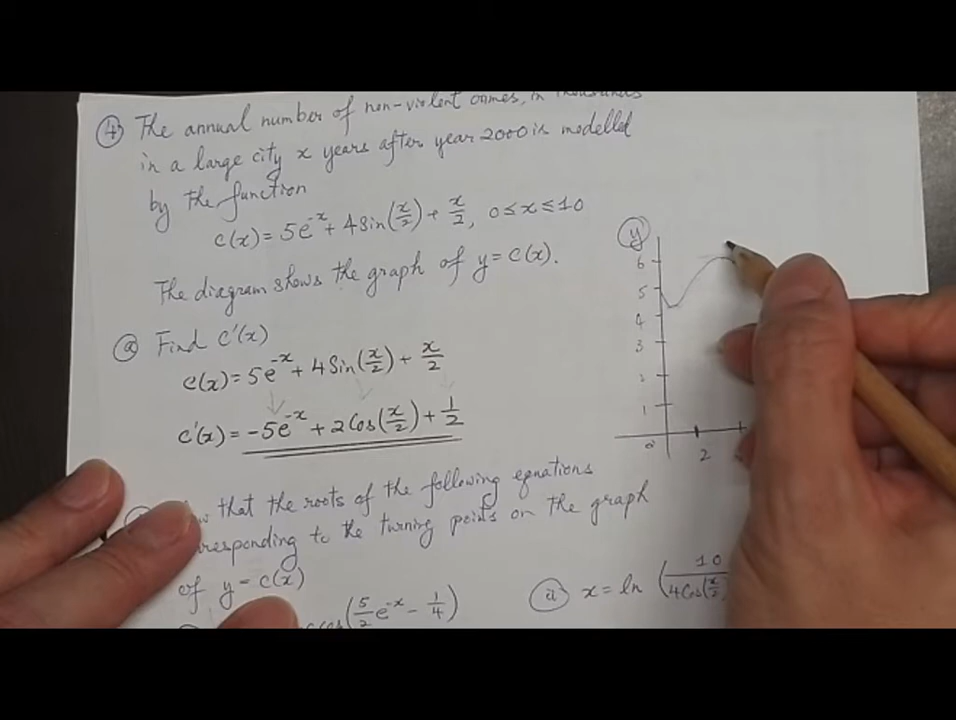 ④ The annual number of non-violent crimes, in thousands
in a large city x years after year 2000 is modelled
by the function
c(x) = 5e^-x + 4Sin(x/2) + x/2, 0≤x≤10
The diagram shows the graph of y = c(x).
ⓐ Find c'(x)
c(x) = 5e^-x + 4Sin(x/2) + x/2
c'(x) = -5e^-x + 2Cos(x/2) + 1/2
that the roots of the following equations
to the turning points on the graph
of y = c(x)
(5/2 e^-x - 1/4)
ⓘⓘ x = ln (10 / 4Cos(x/2)
y
6
5
4
3
1
0
2